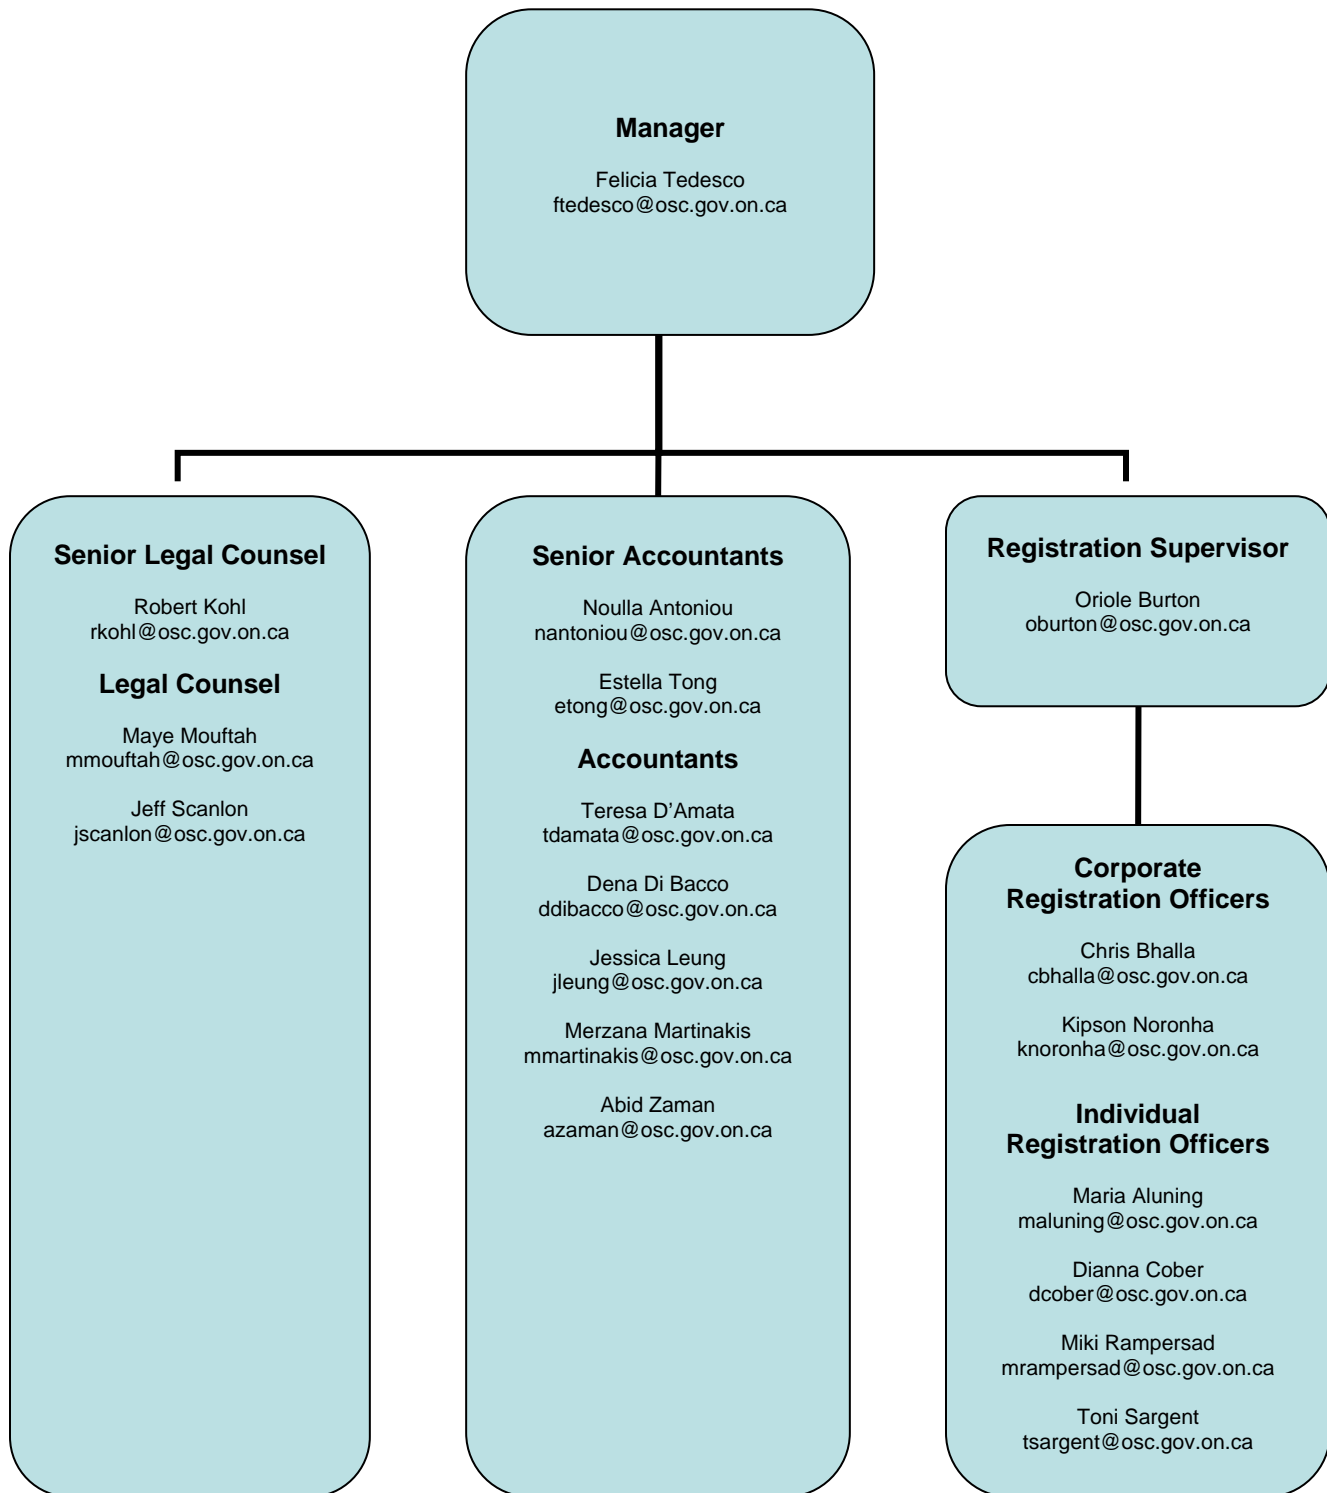 Manager
Felicia Tedesco
ftedesco@osc.gov.on.ca
Senior Legal Counsel
Robert Kohl
rkohl@osc.gov.on.ca
Legal Counsel
Maye Mouftah
mmouftah@osc.gov.on.ca
Jeff Scanlon
jscanlon@osc.gov.on.ca
Senior Accountants
Noulla Antoniou
nantoniou@osc.gov.on.ca
Estella Tong
etong@osc.gov.on.ca
Accountants
Teresa D’Amata
tdamata@osc.gov.on.ca
Dena Di Bacco
ddibacco@osc.gov.on.ca
Jessica Leung
jleung@osc.gov.on.ca
Merzana Martinakis
mmartinakis@osc.gov.on.ca
Abid Zaman
azaman@osc.gov.on.ca
Registration Supervisor
Oriole Burton
oburton@osc.gov.on.ca
Corporate
Registration Officers
Chris Bhalla
cbhalla@osc.gov.on.ca
Kipson Noronha
knoronha@osc.gov.on.ca
Individual
Registration Officers
Maria Aluning
maluning@osc.gov.on.ca
Dianna Cober
dcober@osc.gov.on.ca
Miki Rampersad
mrampersad@osc.gov.on.ca
Toni Sargent
tsargent@osc.gov.on.ca